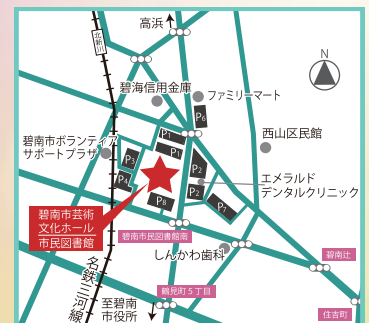 高浜
北新川
N
碧海信用金庫
ファミリーマート
P6
碧南市ボランティア
サポートプラザ
P1
P1
西山区民館
P3
P2
P4
エメラルド
デンタルクリニック
P2
P8
P7
碧南市芸術
文化ホール
市民図書館
碧南市民図書館南
しんかわ歯科
碧南辻
名鉄三河線
鶴見町5丁目
住吉町
至碧南
市役所